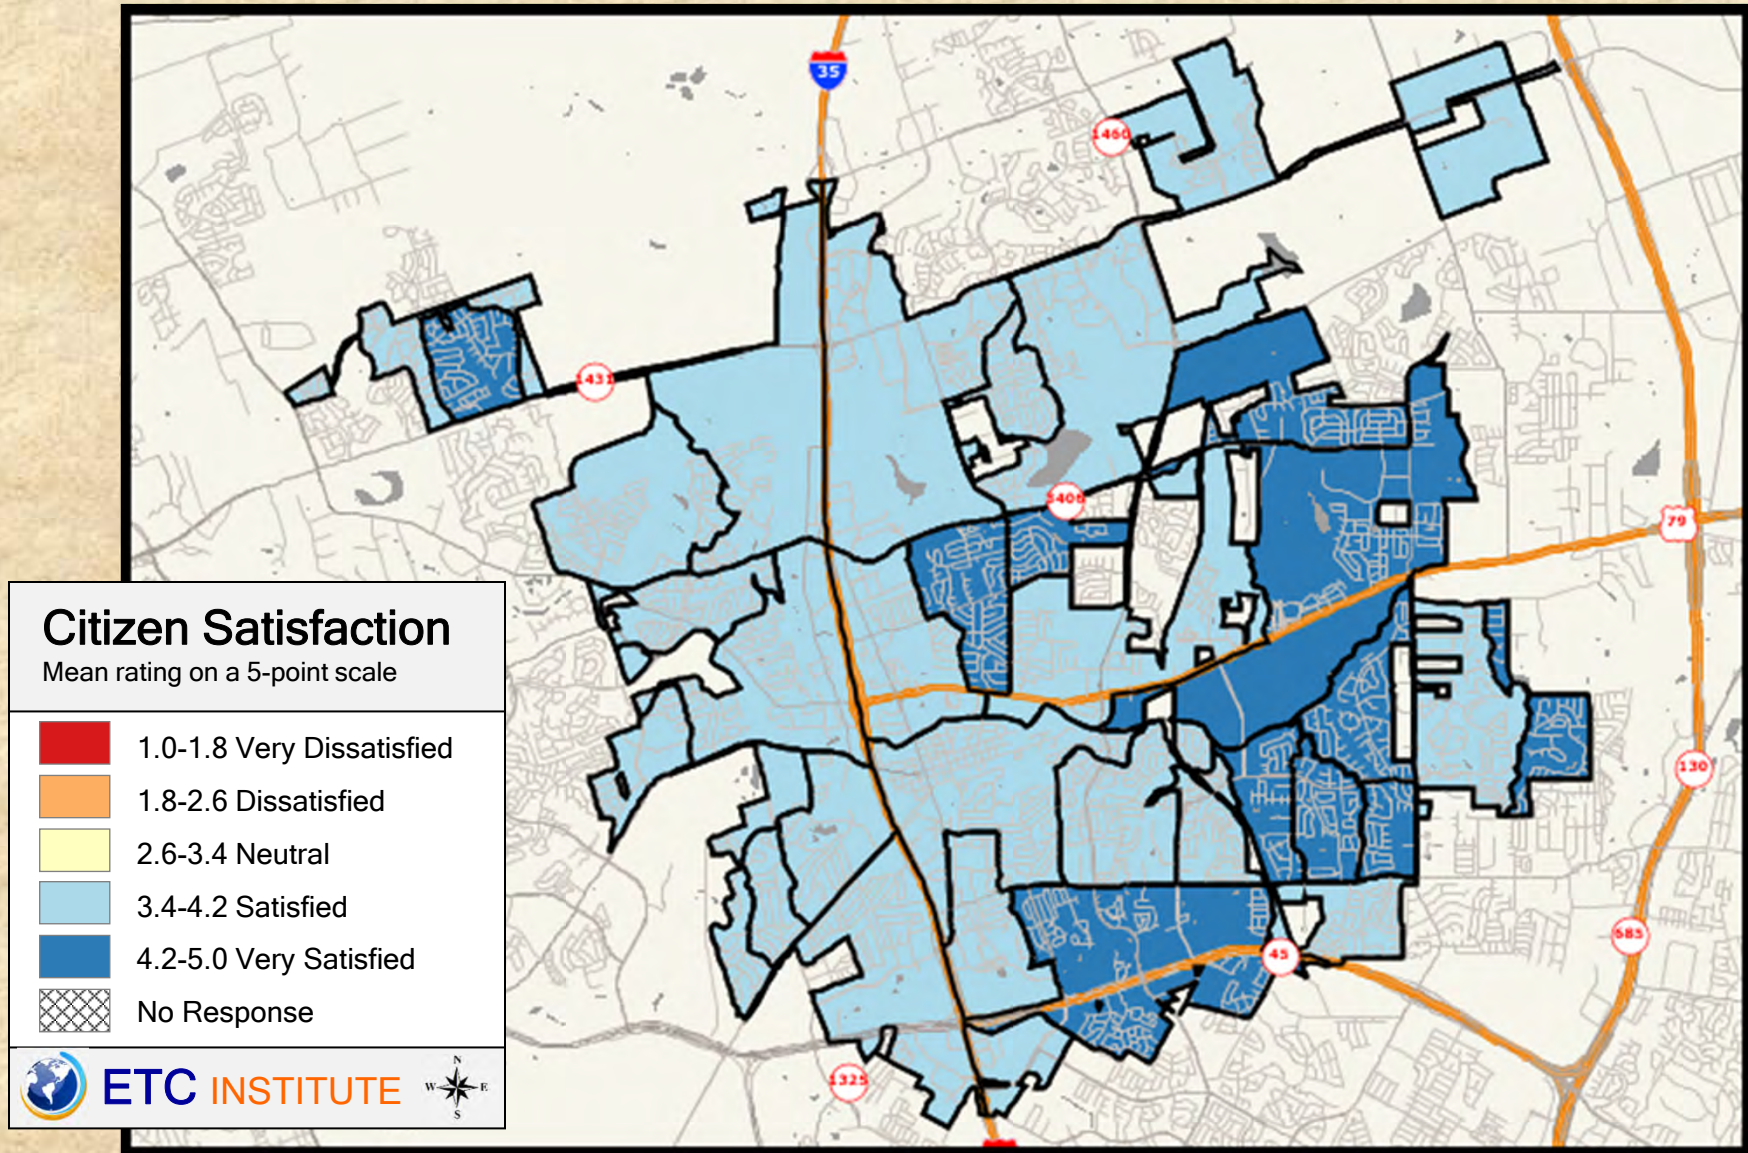 35
1460
1431
3406
79
130
685
45
1325
Citizen Satisfaction
Mean rating on a 5-point scale
1.0-1.8 Very Dissatisfied
1.8-2.6 Dissatisfied
2.6-3.4 Neutral
3.4-4.2 Satisfied
4.2-5.0 Very Satisfied
No Response
ETC INSTITUTE
N
W E
S